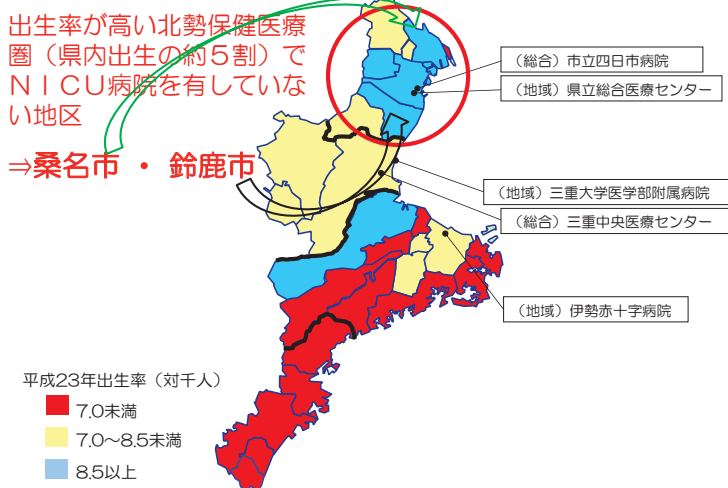 出生率が高い北勢保健医療
圏（県内出生の約５割）で
ＮＩＣＵ病院を有していな
い地区
⇒桑名市 ・ 鈴鹿市
（総合）市立四日市病院
（地域）県立総合医療センター
（地域）三重大学医学部附属病院
（総合）三重中央医療センター
（地域）伊勢赤十字病院
平成23年出生率（対千人）
7.0未満
7.0～8.5未満
8.5以上